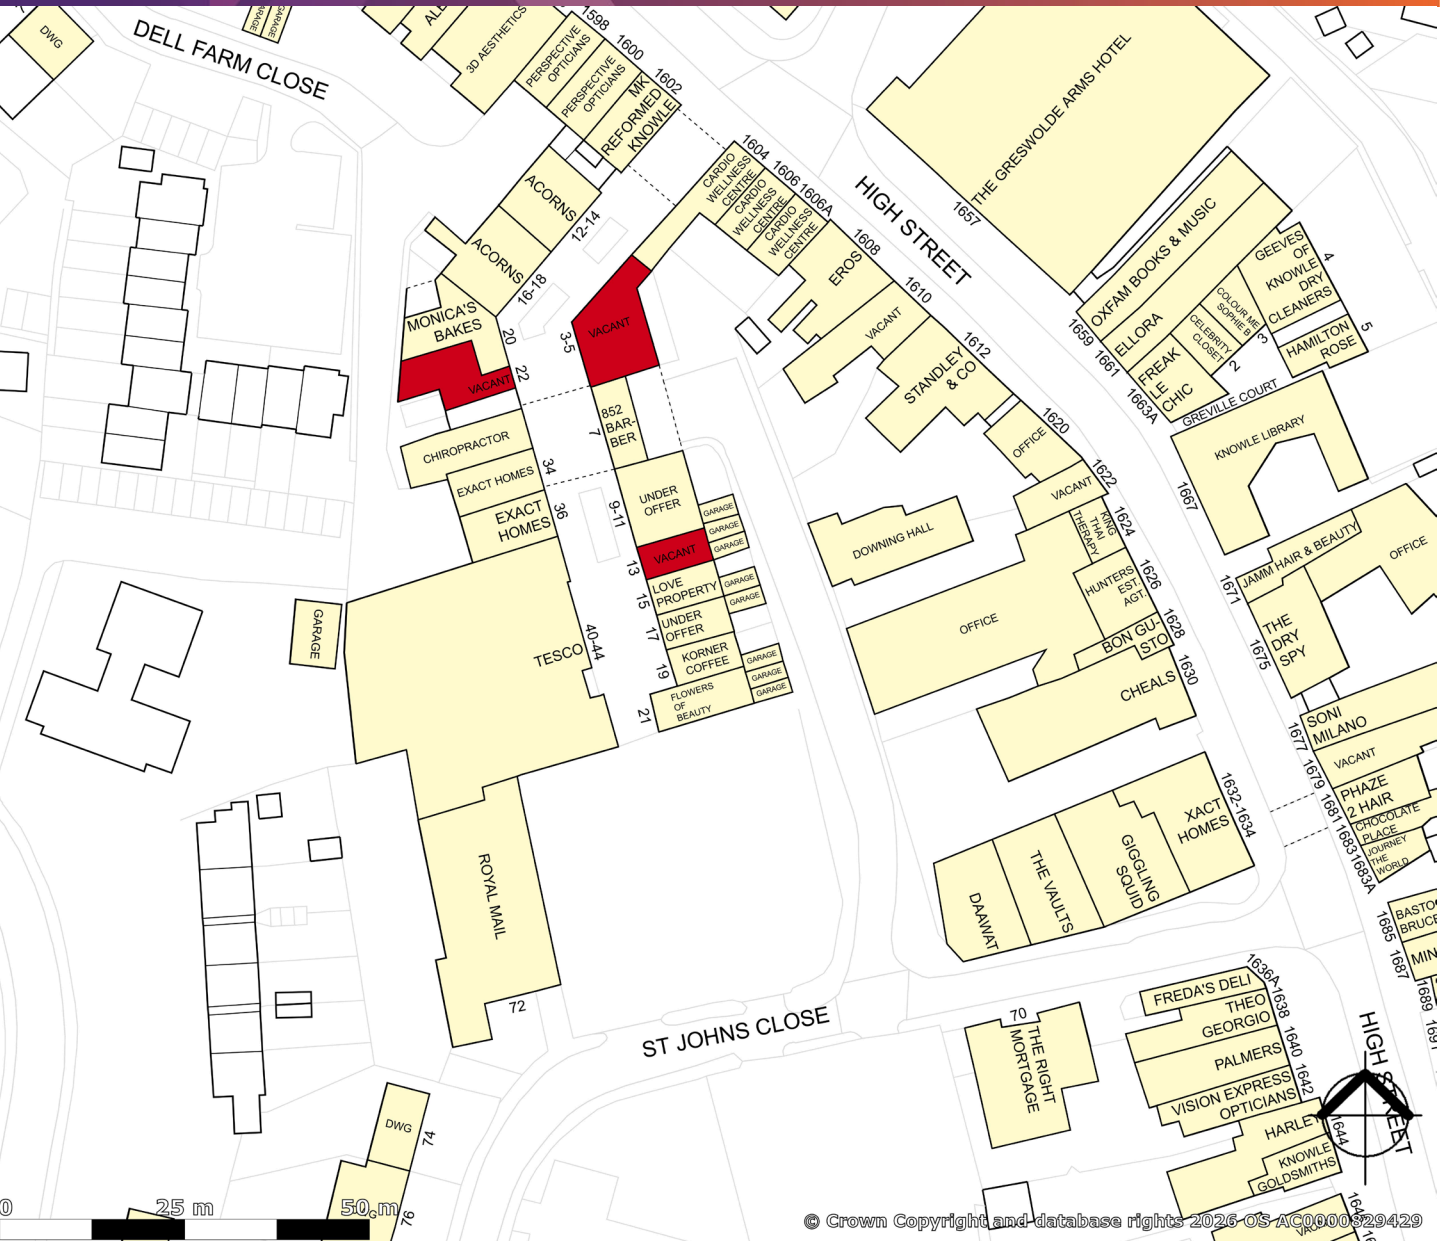 DWG
DELL FARM CLOSE
GARAGE
GARAGE
3D AESTHETICS
1598
PERSPECTIVE
OPTICIANS
1600
PERSPECTIVE
OPTICIANS
1602
MK
REFORMED
KNOWLE
THE GRESWOLDE ARMS HOTEL
1657
HIGH STREET
1604
CARDIO
WELLNESS
CENTRE
1606
CARDIO
WELLNESS
CENTRE
1606A
CARDIO
WELLNESS
CENTRE
1608
EROS
1610
VACANT
1612
STANDLEY
& CO
1620
OFFICE
1622
VACANT
1624
KING
THAI
THERAPY
1626
HUNTERS
EST.
AGT.
1628
BON GU-
STO
1630
CHEALS
OFFICE
DOWNING HALL
ACORNS
12-14
ACORNS
16-18
MONICA'S
BAKES
20
VACANT
22
CHIROPRACTOR
34
EXACT HOMES
36
EXACT
HOMES
TESCO
40-44
GARAGE
ROYAL MAIL
72
VACANT
3-5
852
BAR-
BER
7
UNDER
OFFER
9-11
GARAGE
GARAGE
GARAGE
VACANT
13
LOVE
PROPERTY
15
GARAGE
GARAGE
UNDER
OFFER
17
KORNER
COFFEE
19
GARAGE
GARAGE
GARAGE
FLOWERS
OF
BEAUTY
21
OXFAM BOOKS & MUSIC
1659
ELLORA
1661
FREAK
LE
CHIC
1663A
CELEBRITY
CLOSET
2
COLOUR ME
SOPHIE B
3
GEEVES
OF
KNOWLE
DRY
CLEANERS
4
HAMILTON
ROSE
5
GREVILLE COURT
KNOWLE LIBRARY
1667
JAMM HAIR & BEAUTY
1671
OFFICE
THE
DRY
SPY
1675
SONI
MILANO
1677
VACANT
1679
PHAZE
2 HAIR
1681
CHOCOLATE
PLACE
1683
JOURNEY
THE
WORLD
1683A
1685
1687
1689
XACT
HOMES
1632-1634
GIGGLING
SQUID
THE VAULTS
DAAWAT
ST JOHNS CLOSE
70
THE RIGHT
MORTGAGE
1636A
FREDA'S DELI
1638
THEO
GEORGIO
1640
PALMERS
1642
VISION EXPRESS
OPTICIANS
HARLEY
1644
KNOWLE
GOLDSMITHS
HIGH STREET
DWG
74
76
0
25 m
50 m
© Crown Copyright and database rights 2026 OS AC0000829429